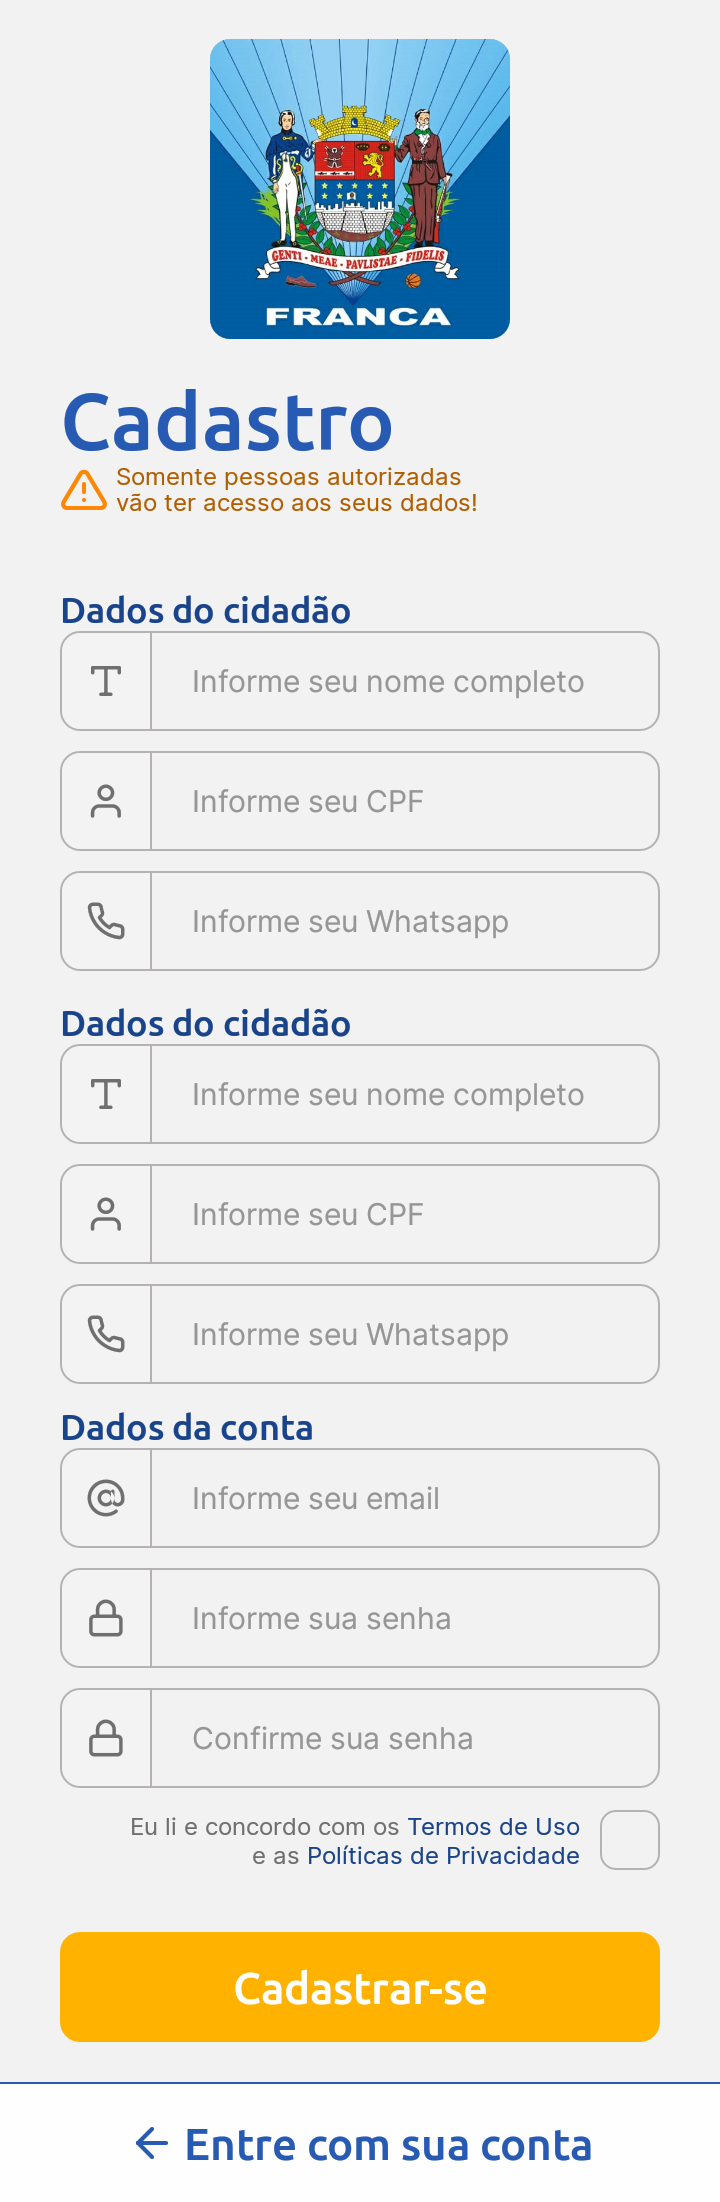 GENTI - MEAE - PAVLISTAE - FIDELIS
FRANCA
Cadastro
Somente pessoas autorizadas
vão ter acesso aos seus dados!
Dados do cidadão
Informe seu nome completo
Informe seu CPF
Informe seu Whatsapp
Dados do cidadão
Informe seu nome completo
Informe seu CPF
Informe seu Whatsapp
Dados da conta
Informe seu email
Informe sua senha
Confirme sua senha
Eu li e concordo com os Termos de Uso
e as Políticas de Privacidade
Cadastrar-se
Entre com sua conta